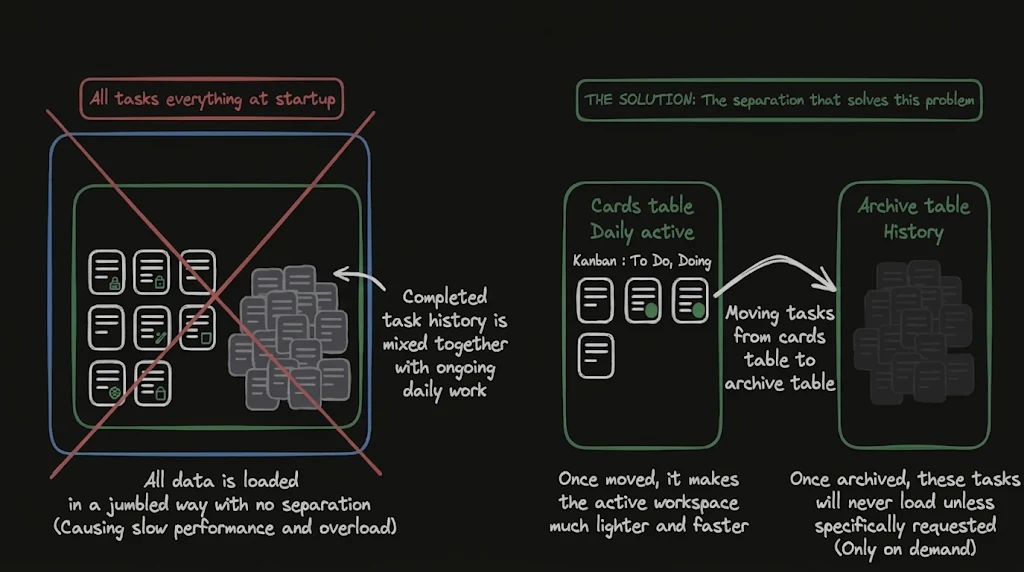 All tasks everything at startup
Completed
task history is
mixed together
with ongoing
daily work
All data is loaded
in a jumbled way with no separation
(Causing slow performance and overload)
THE SOLUTION: The separation that solves this problem
Cards table
Daily active
Kanban : To Do, Doing
Moving tasks
from cards
table to
archive table
Archive table
History
Once moved, it makes
the active workspace
much lighter and faster
Once archived, these tasks
will never load unless
specifically requested
(Only on demand)